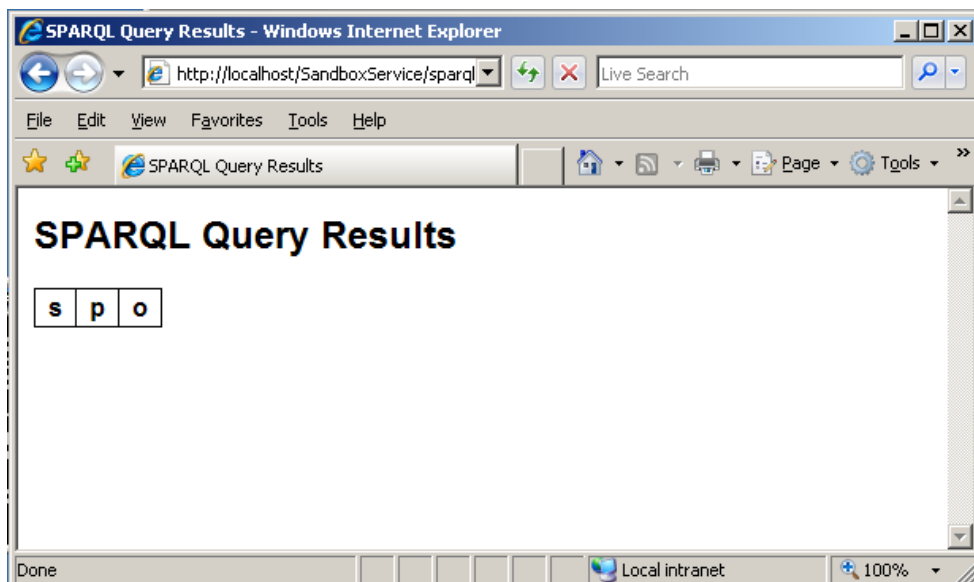 SPARQL Query Results - Windows Internet Explorer
http://localhost/SandboxService/sparql
Live Search
File Edit View Favorites Tools Help
SPARQL Query Results
Page Tools »
SPARQL Query Results
s p o
Done
Local intranet
100%